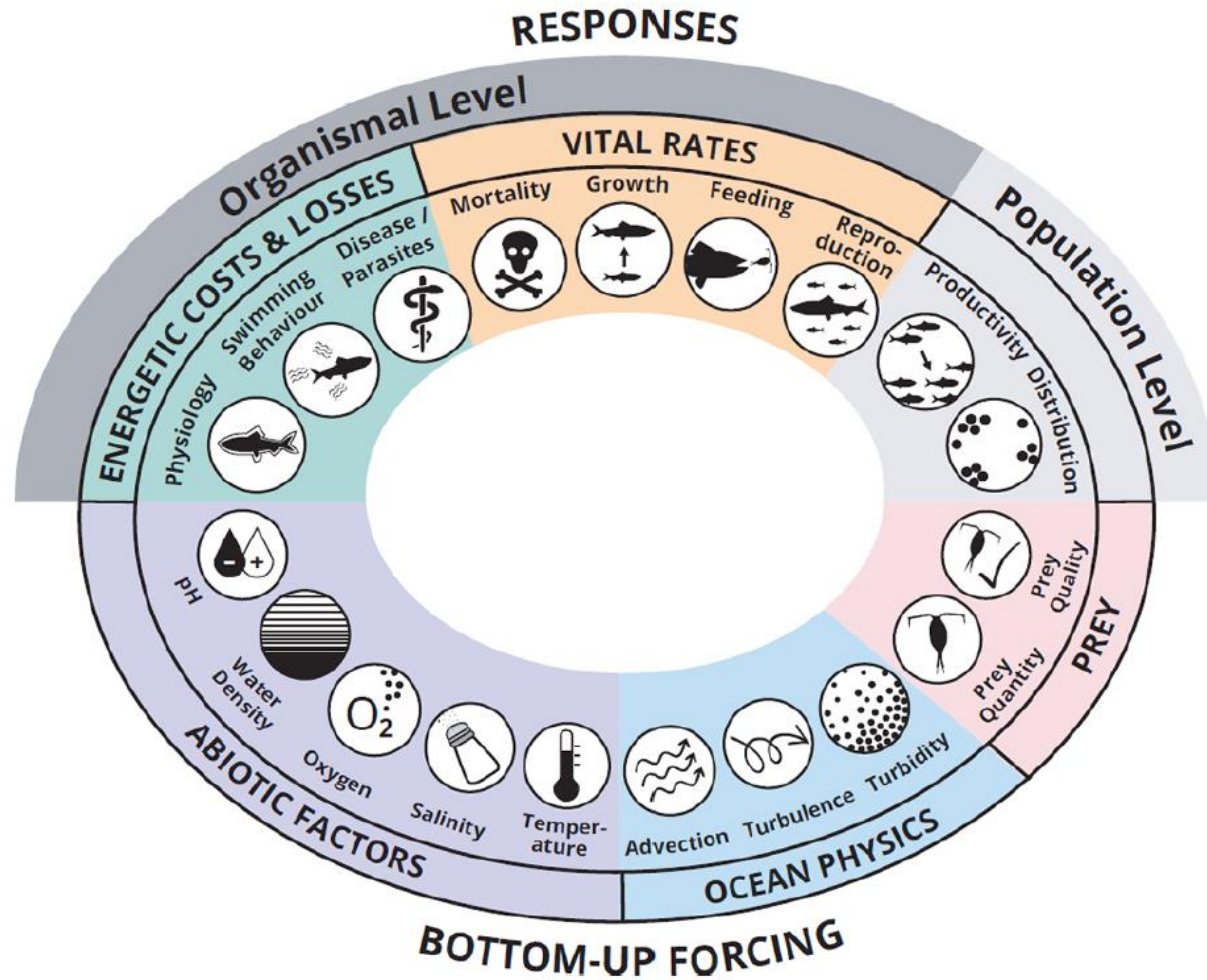 RESPONSES
Organismal Level
Population Level
ENERGETIC COSTS & LOSSES
VITAL RATES
Physiology
Swimming
Behaviour
Disease /
Parasites
Mortality
Growth
Feeding
Repro-
duction
Productivity
Distribution
Prey
Quality
Prey
Quantity
PREY
Turbidity
Turbulence
Advection
OCEAN PHYSICS
Temper-
ature
Salinity
Oxygen
O2
Water
Density
pH
- +
ABIOTIC FACTORS
BOTTOM-UP FORCING